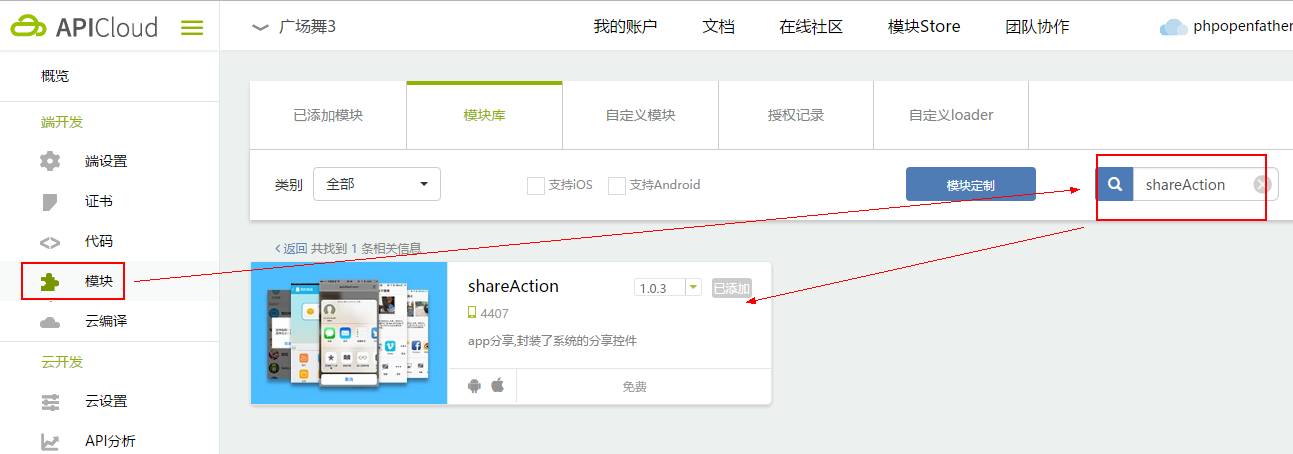 APICloud
广场舞3
我的账户
文档
在线社区
模块Store
团队协作
phpopenfather
概览
端开发
端设置
证书
代码
模块
云编译
云开发
云设置
API分析
已添加模块
模块库
自定义模块
授权记录
自定义loader
类别
全部
支持iOS
支持Android
模块定制
shareAction
返回 共找到 1 条相关信息
shareAction
1.0.3
已添加
4407
app分享,封装了系统的分享控件
免费